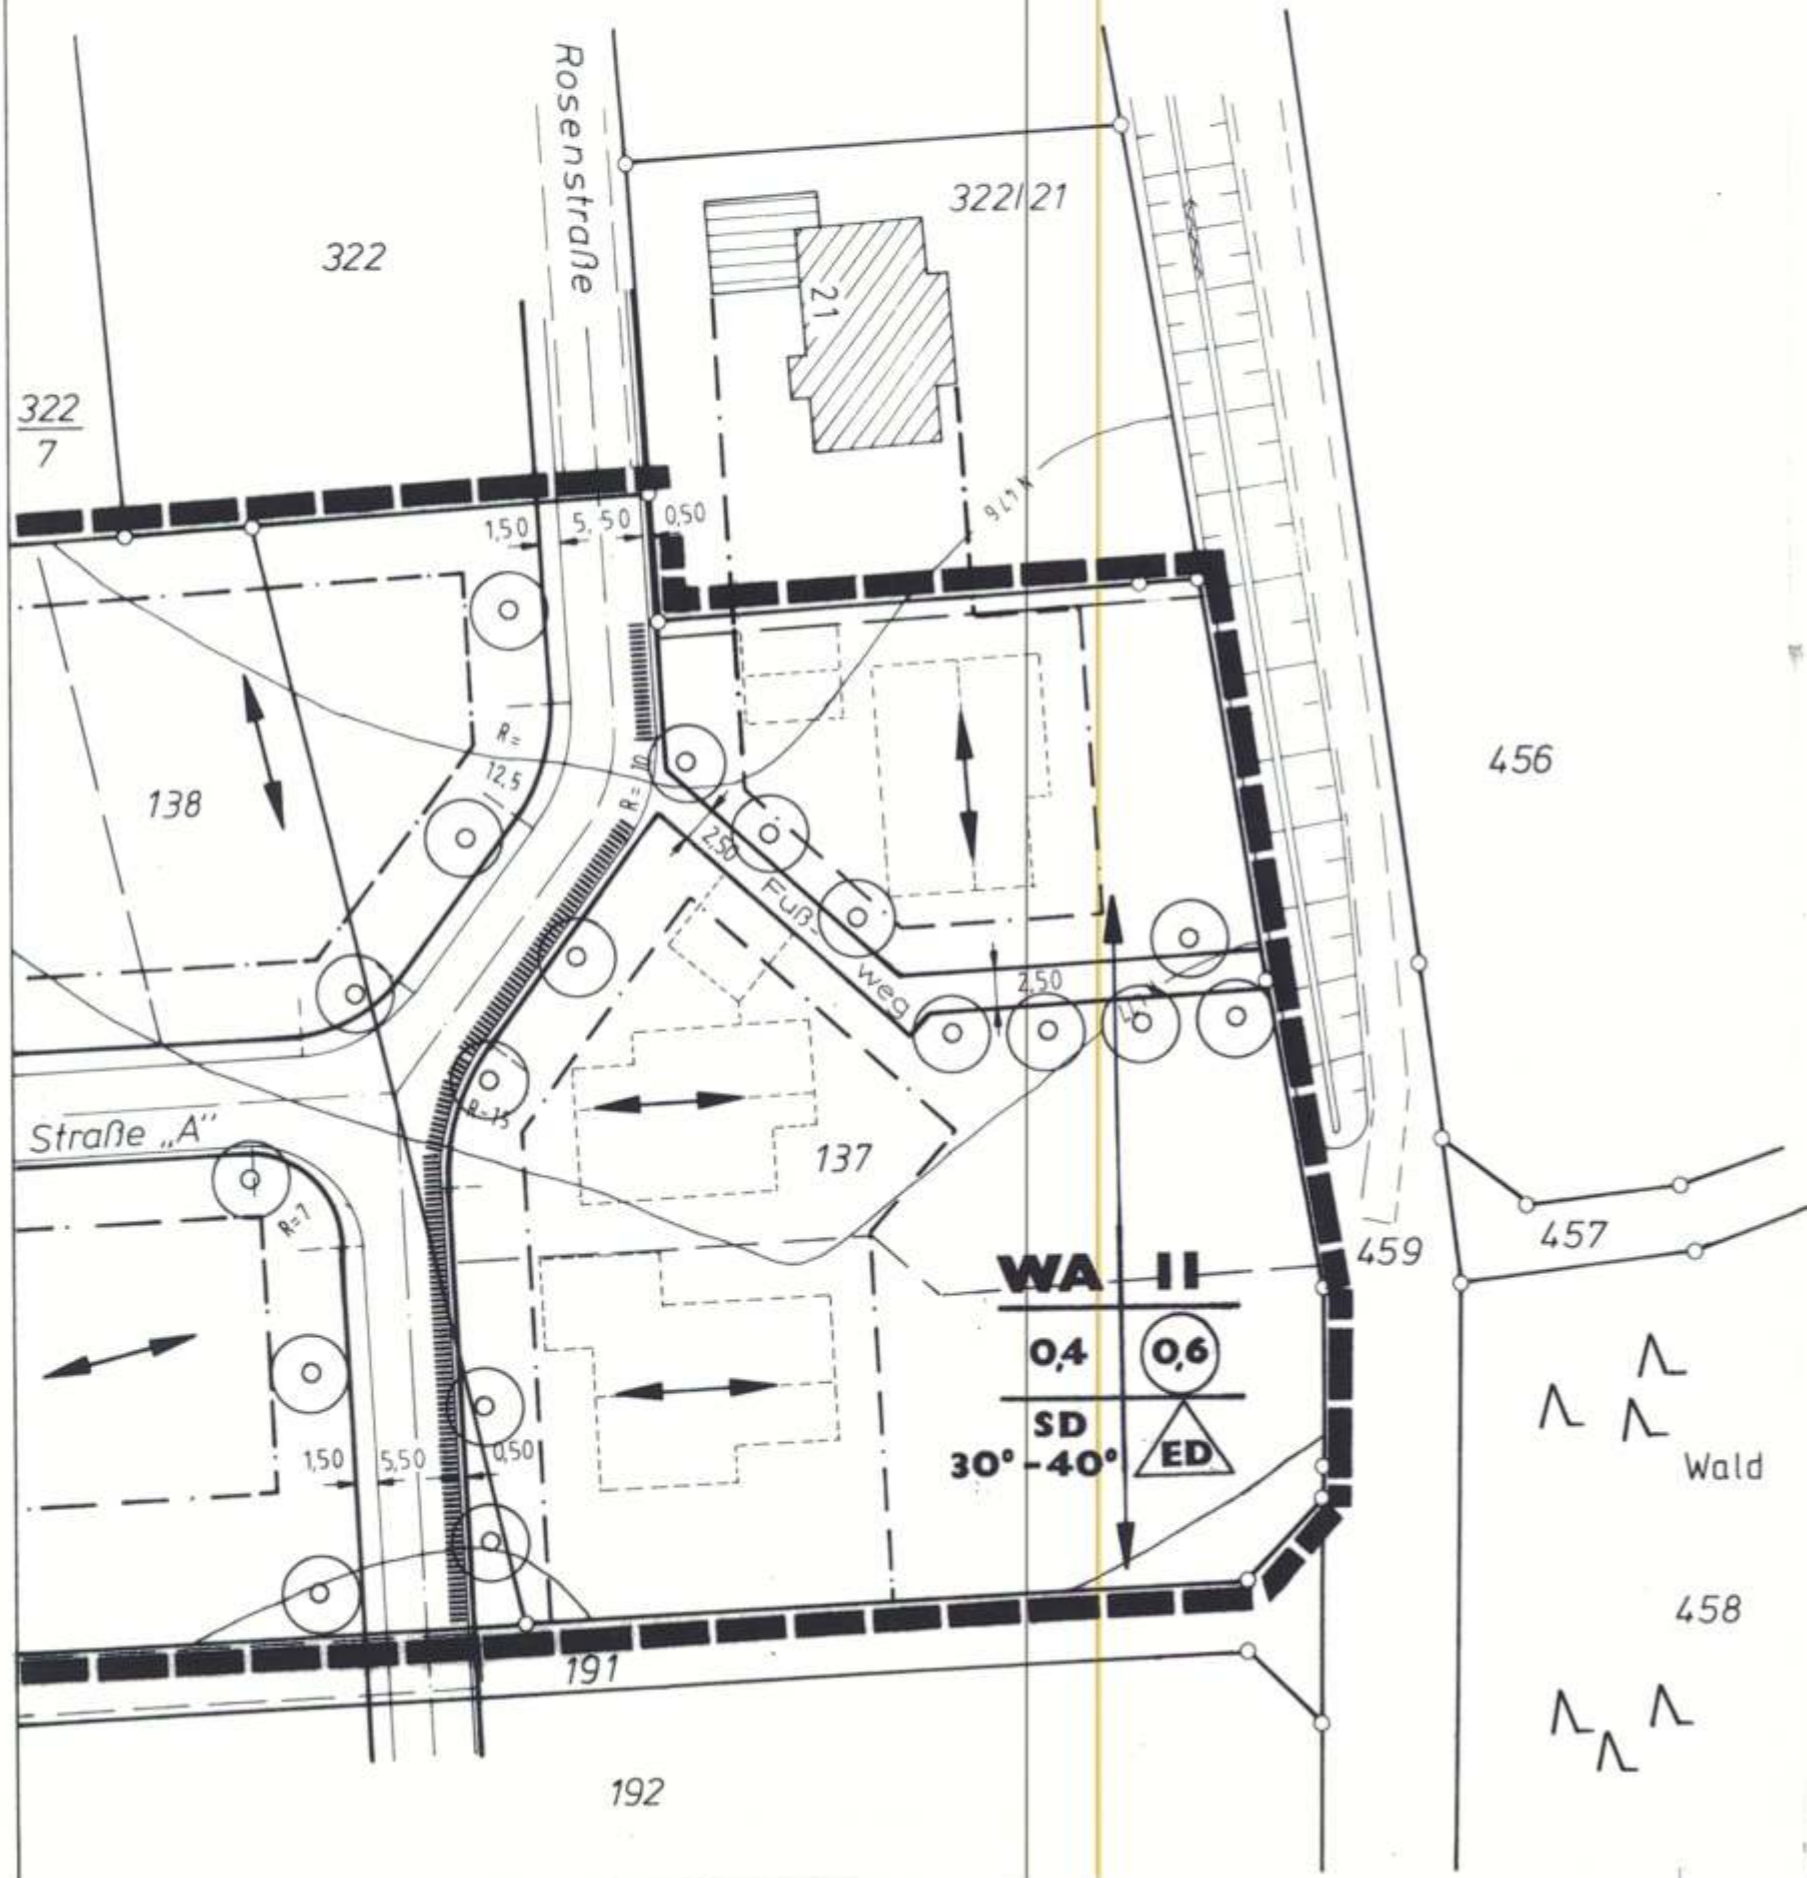 Rosenstraße
322/21
322
21
322
7
N 476
1,50
5,50
0,50
R=
12,5
R= 10
138
456
2,50
Fuß-
weg
2,50
R=15
Straße „A"
137
R=7
WA II
459
457
0,4 0,6
SD
30°-40° ED
1,50
5,50
0,50
Wald
458
191
192